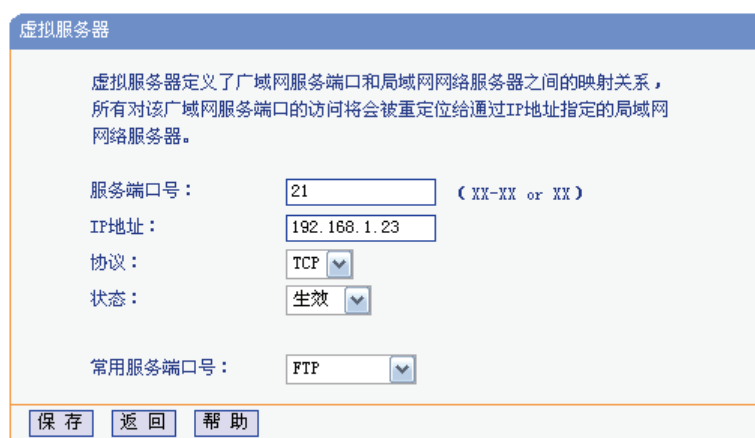 虚拟服务器
虚拟服务器定义了广域网服务端口和局域网网络服务器之间的映射关系，
所有对该广域网服务端口的访问将会被重定位给通过IP地址指定的局域网
网络服务器。
服务端口号： 21 （XX-XX or XX）
IP地址： 192.168.1.23
协议： TCP
状态： 生效
常用服务端口号： FTP
保 存 返 回 帮 助